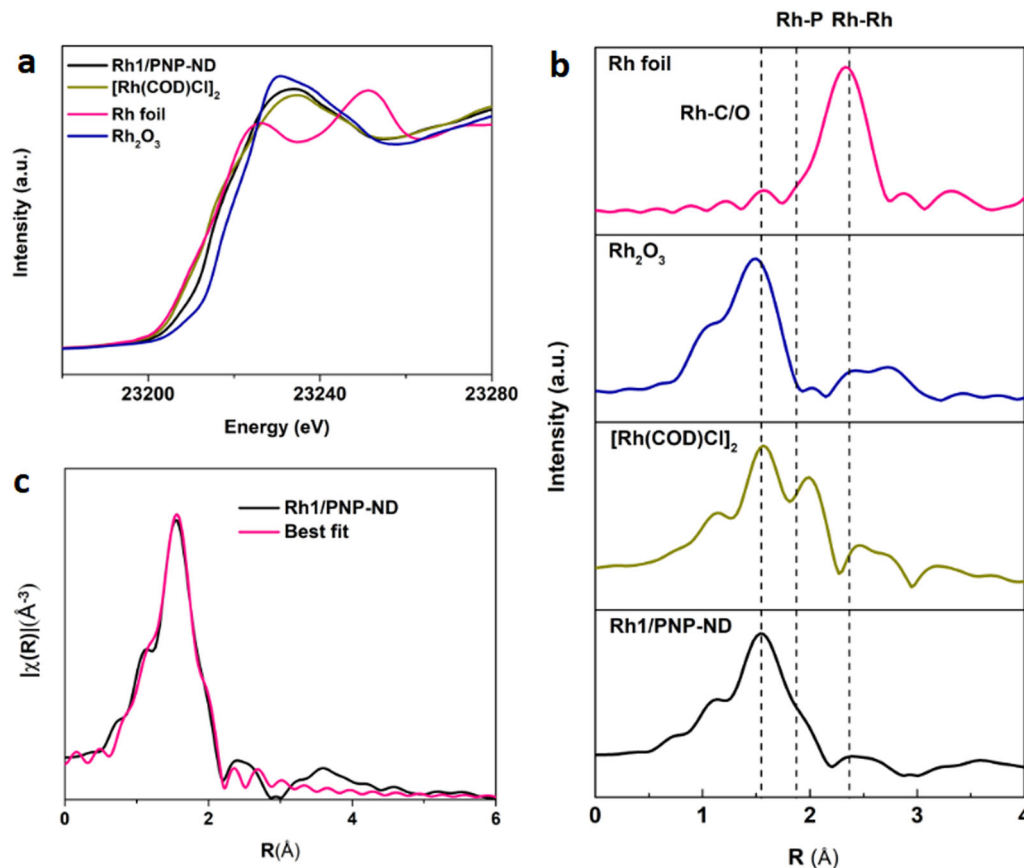 a
Rh1/PNP-ND
[Rh(COD)Cl]₂
Rh foil
Rh₂O₃
Intensity (a.u.)
23200 23240 23280
Energy (eV)
c
Rh1/PNP-ND
Best fit
|χ(R)|(Å⁻³)
0 2 4 6
R(Å)
b
Rh-P Rh-Rh
Rh foil
Rh-C/O
Rh₂O₃
[Rh(COD)Cl]₂
Rh1/PNP-ND
Intensity (a.u.)
0 1 2 3 4
R (Å)